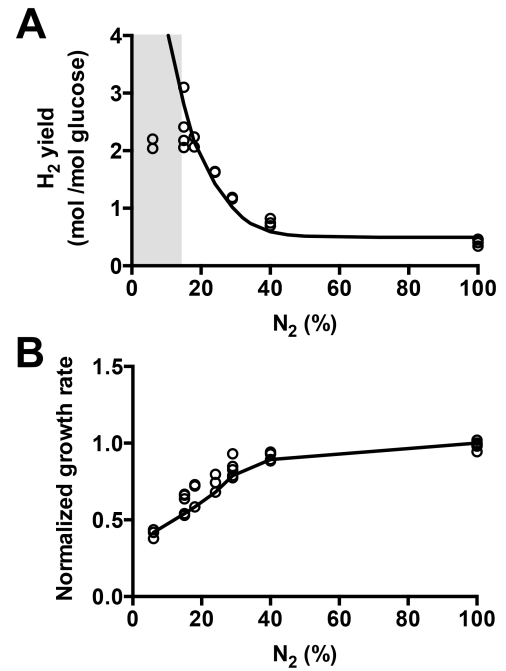 A
H2 yield
(mol /mol glucose)
4
3
2
1
0
0 20 40 60 80 100
N2 (%)
B
Normalized growth rate
1.5
1.0
0.5
0.0
0 20 40 60 80 100
N2 (%)